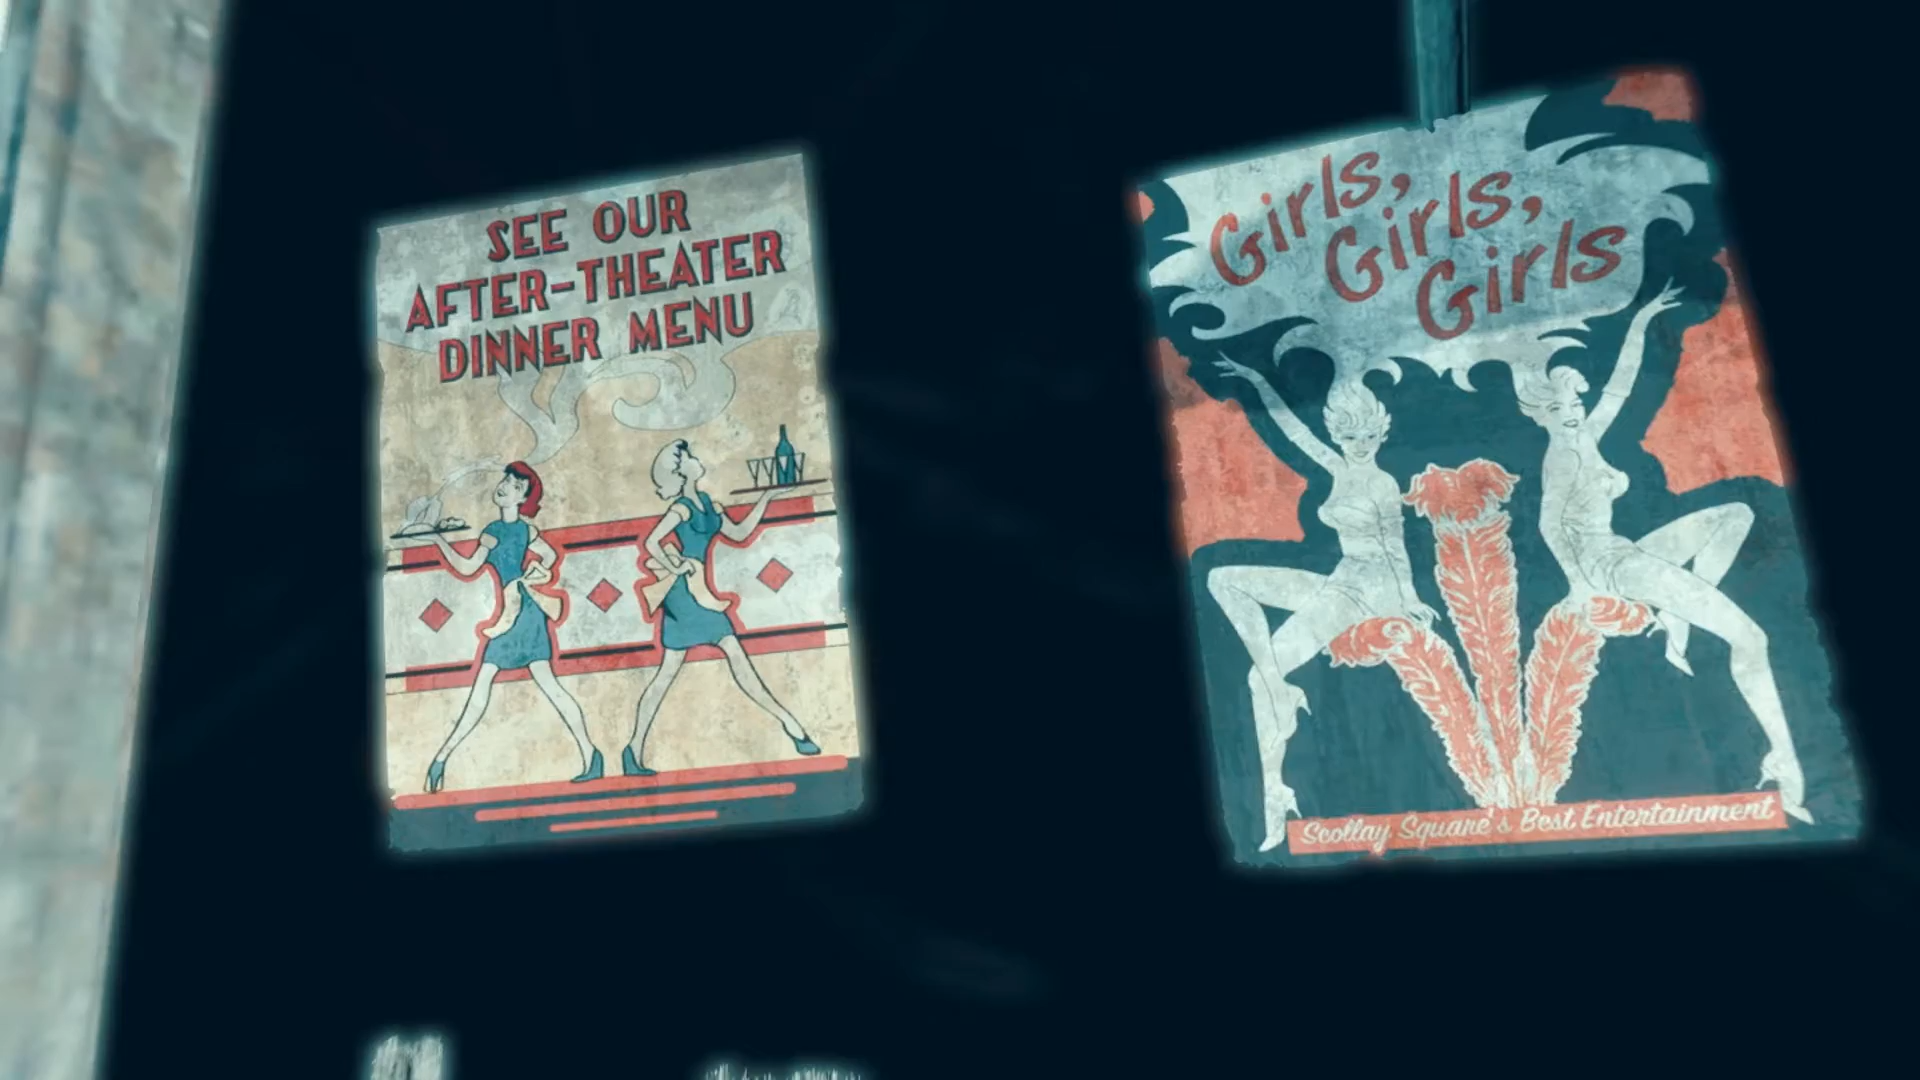 SEE OUR
AFTER-THEATER
DINNER MENU
Girls,
Girls,
Girls
Scollay Square's Best Entertainment